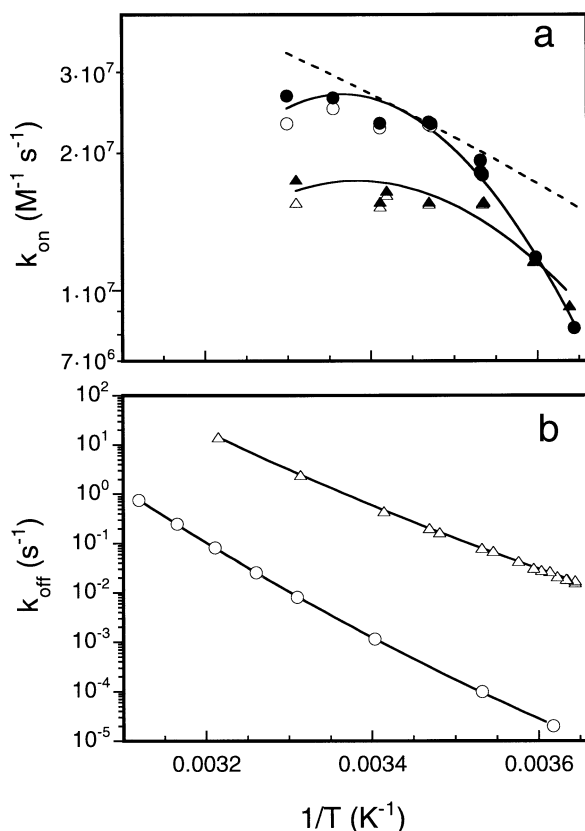 a
3·10⁷
2·10⁷
1·10⁷
7·10⁶
k_on (M⁻¹ s⁻¹)
b
10²
10¹
10⁰
10⁻¹
10⁻²
10⁻³
10⁻⁴
10⁻⁵
k_off (s⁻¹)
0.0032 0.0034 0.0036
1/T (K⁻¹)